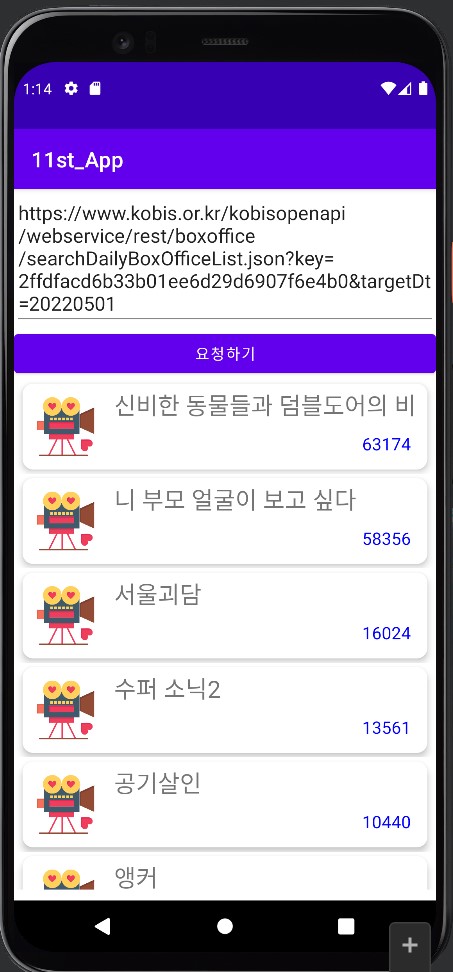 1:14
11st_App
https://www.kobis.or.kr/kobisopenapi
/webservice/rest/boxoffice
/searchDailyBoxOfficeList.json?key=
2ffdfacd6b33b01ee6d29d6907f6e4b0&targetDt
=20220501
요청하기
신비한 동물들과 덤블도어의 비
63174
니 부모 얼굴이 보고 싶다
58356
서울괴담
16024
수퍼 소닉2
13561
공기살인
10440
앵커